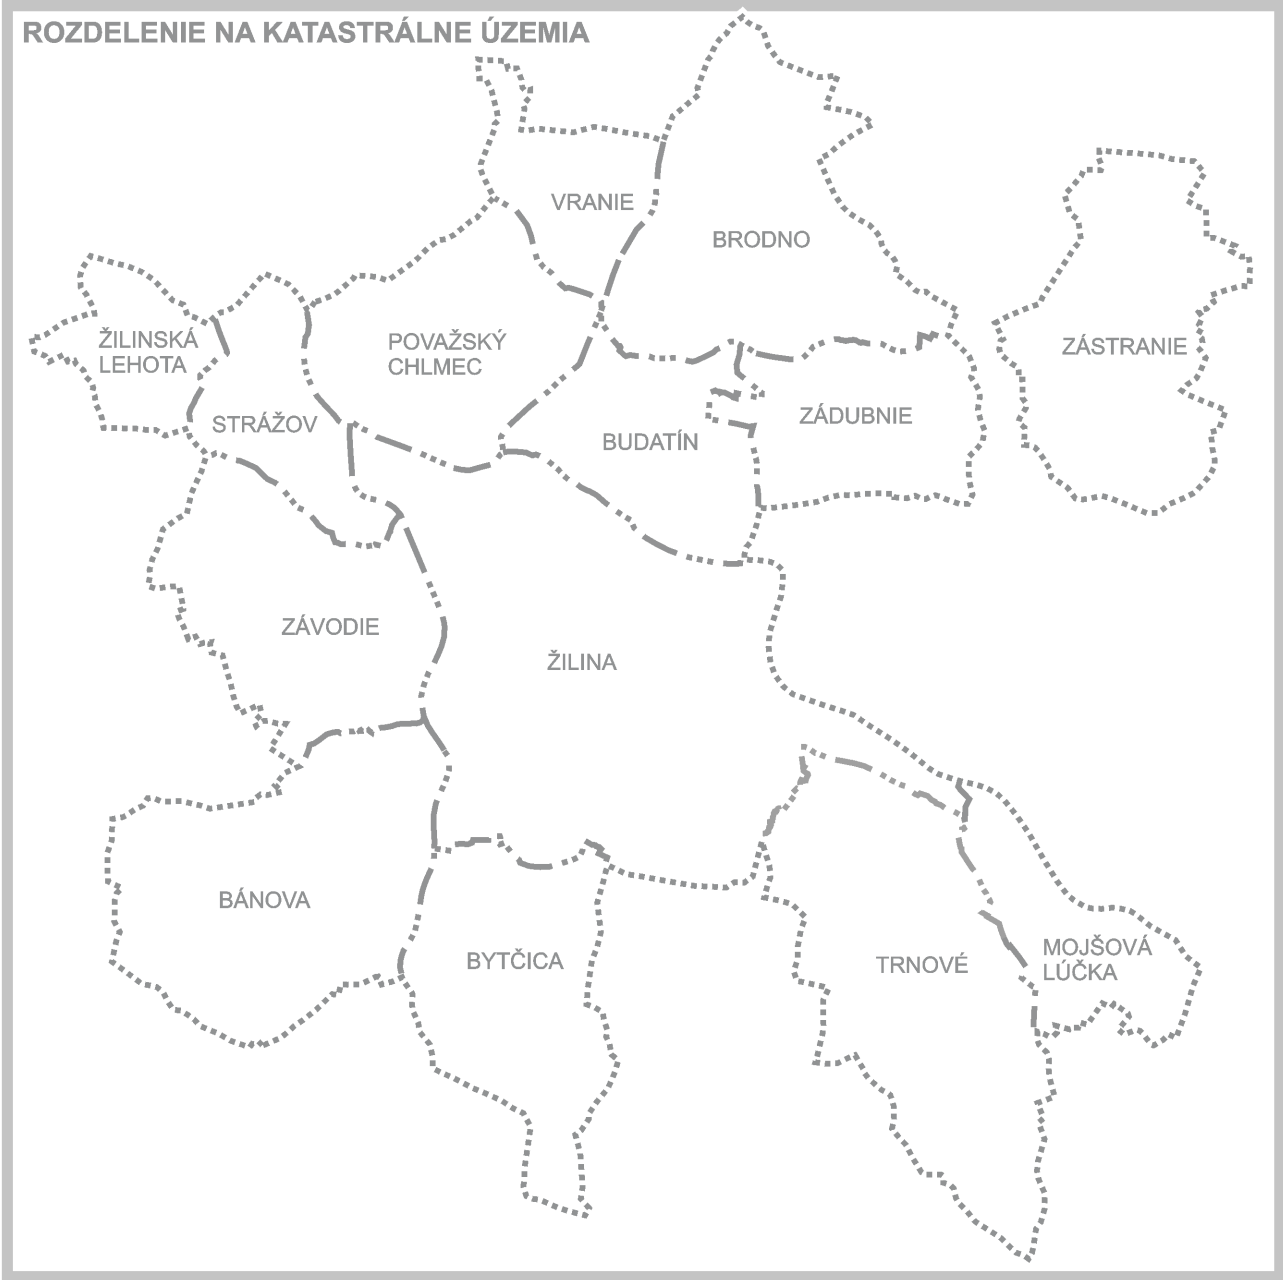 ROZDELENIE NA KATASTRÁLNE ÚZEMIA
VRANIE
BRODNO
ŽILINSKÁ
LEHOTA
POVAŽSKÝ
CHLMEC
ZÁSTRANIE
STRÁŽOV
BUDATÍN
ZÁDUBNIE
ZÁVODIE
ŽILINA
BÁNOVA
BYTČICA
TRNOVÉ
MOJŠOVÁ
LÚČKA